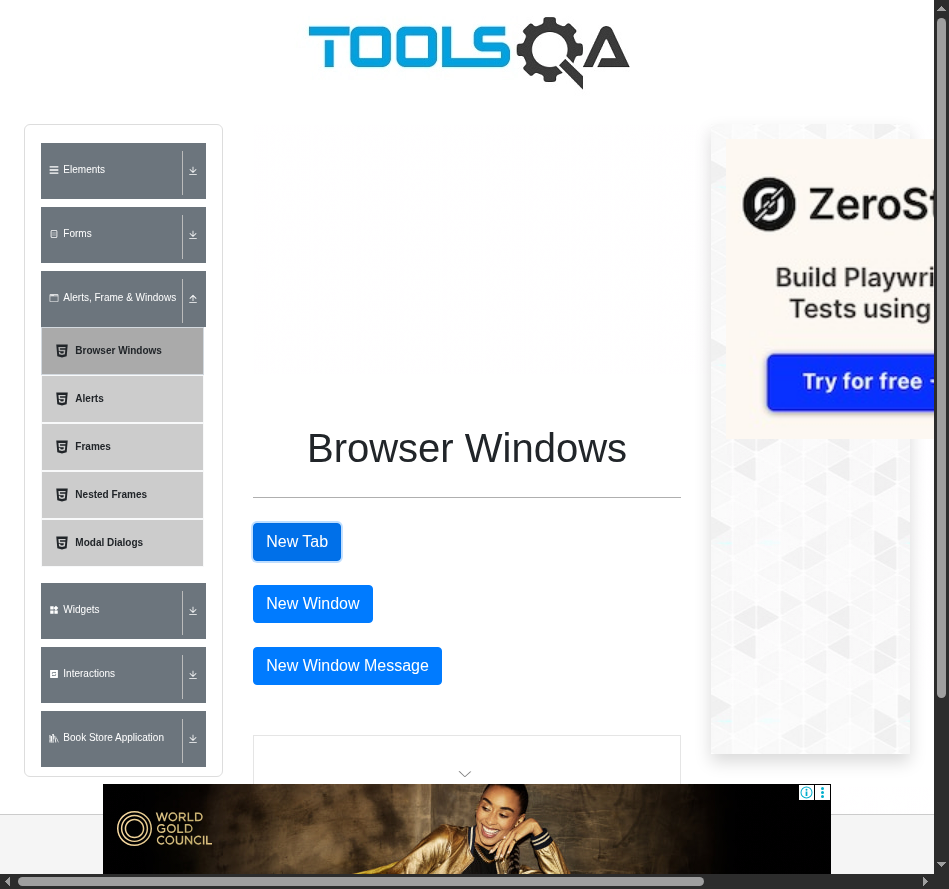 TOOLSQA
Elements
Forms
Alerts, Frame & Windows
Browser Windows
Alerts
Frames
Nested Frames
Modal Dialogs
Widgets
Interactions
Book Store Application
Browser Windows
New Tab
New Window
New Window Message
ZeroSt
Build Playwri
Tests using
Try for free
WORLD
GOLD
COUNCIL